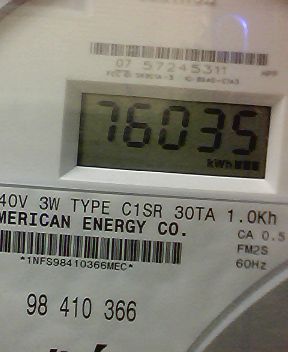 07 57245311
76035
kWh
40V 3W TYPE C1SR 30TA 1.0Kh
MERICAN ENERGY CO.
CA 0.5
FM2S
60Hz
*1NFS98410366MEC*
98 410 366